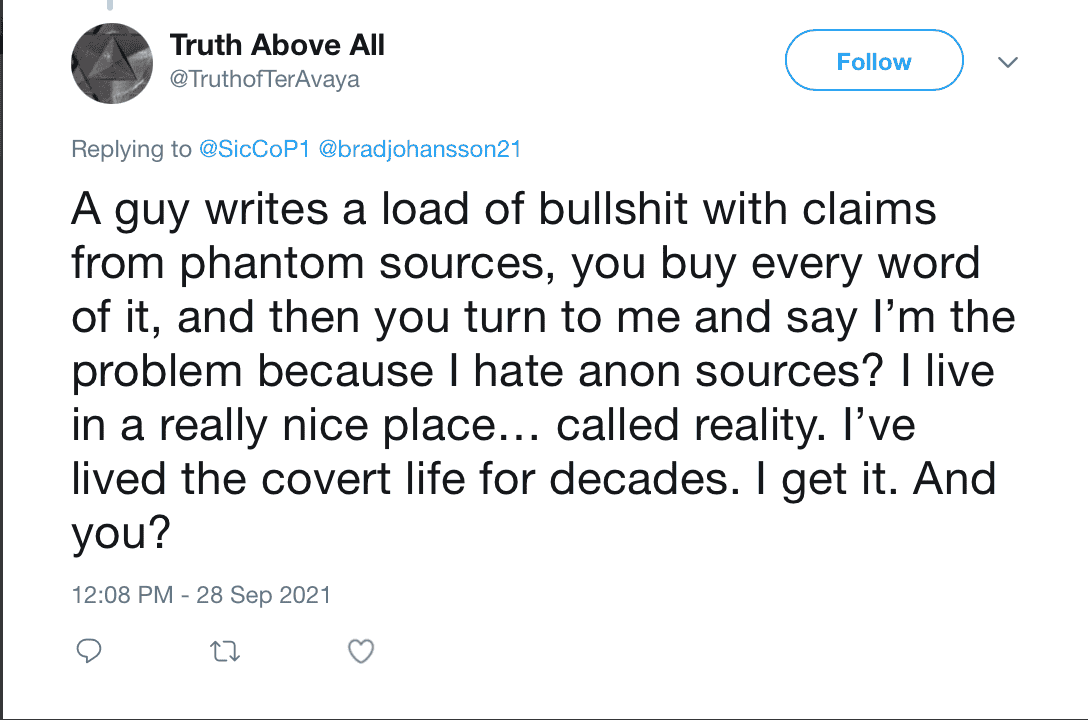 Truth Above All
@TruthofTerAvaya
Follow
Replying to @SicCoP1 @bradjohansson21
A guy writes a load of bullshit with claims
from phantom sources, you buy every word
of it, and then you turn to me and say I’m the
problem because I hate anon sources? I live
in a really nice place… called reality. I’ve
lived the covert life for decades. I get it. And
you?
12:08 PM - 28 Sep 2021